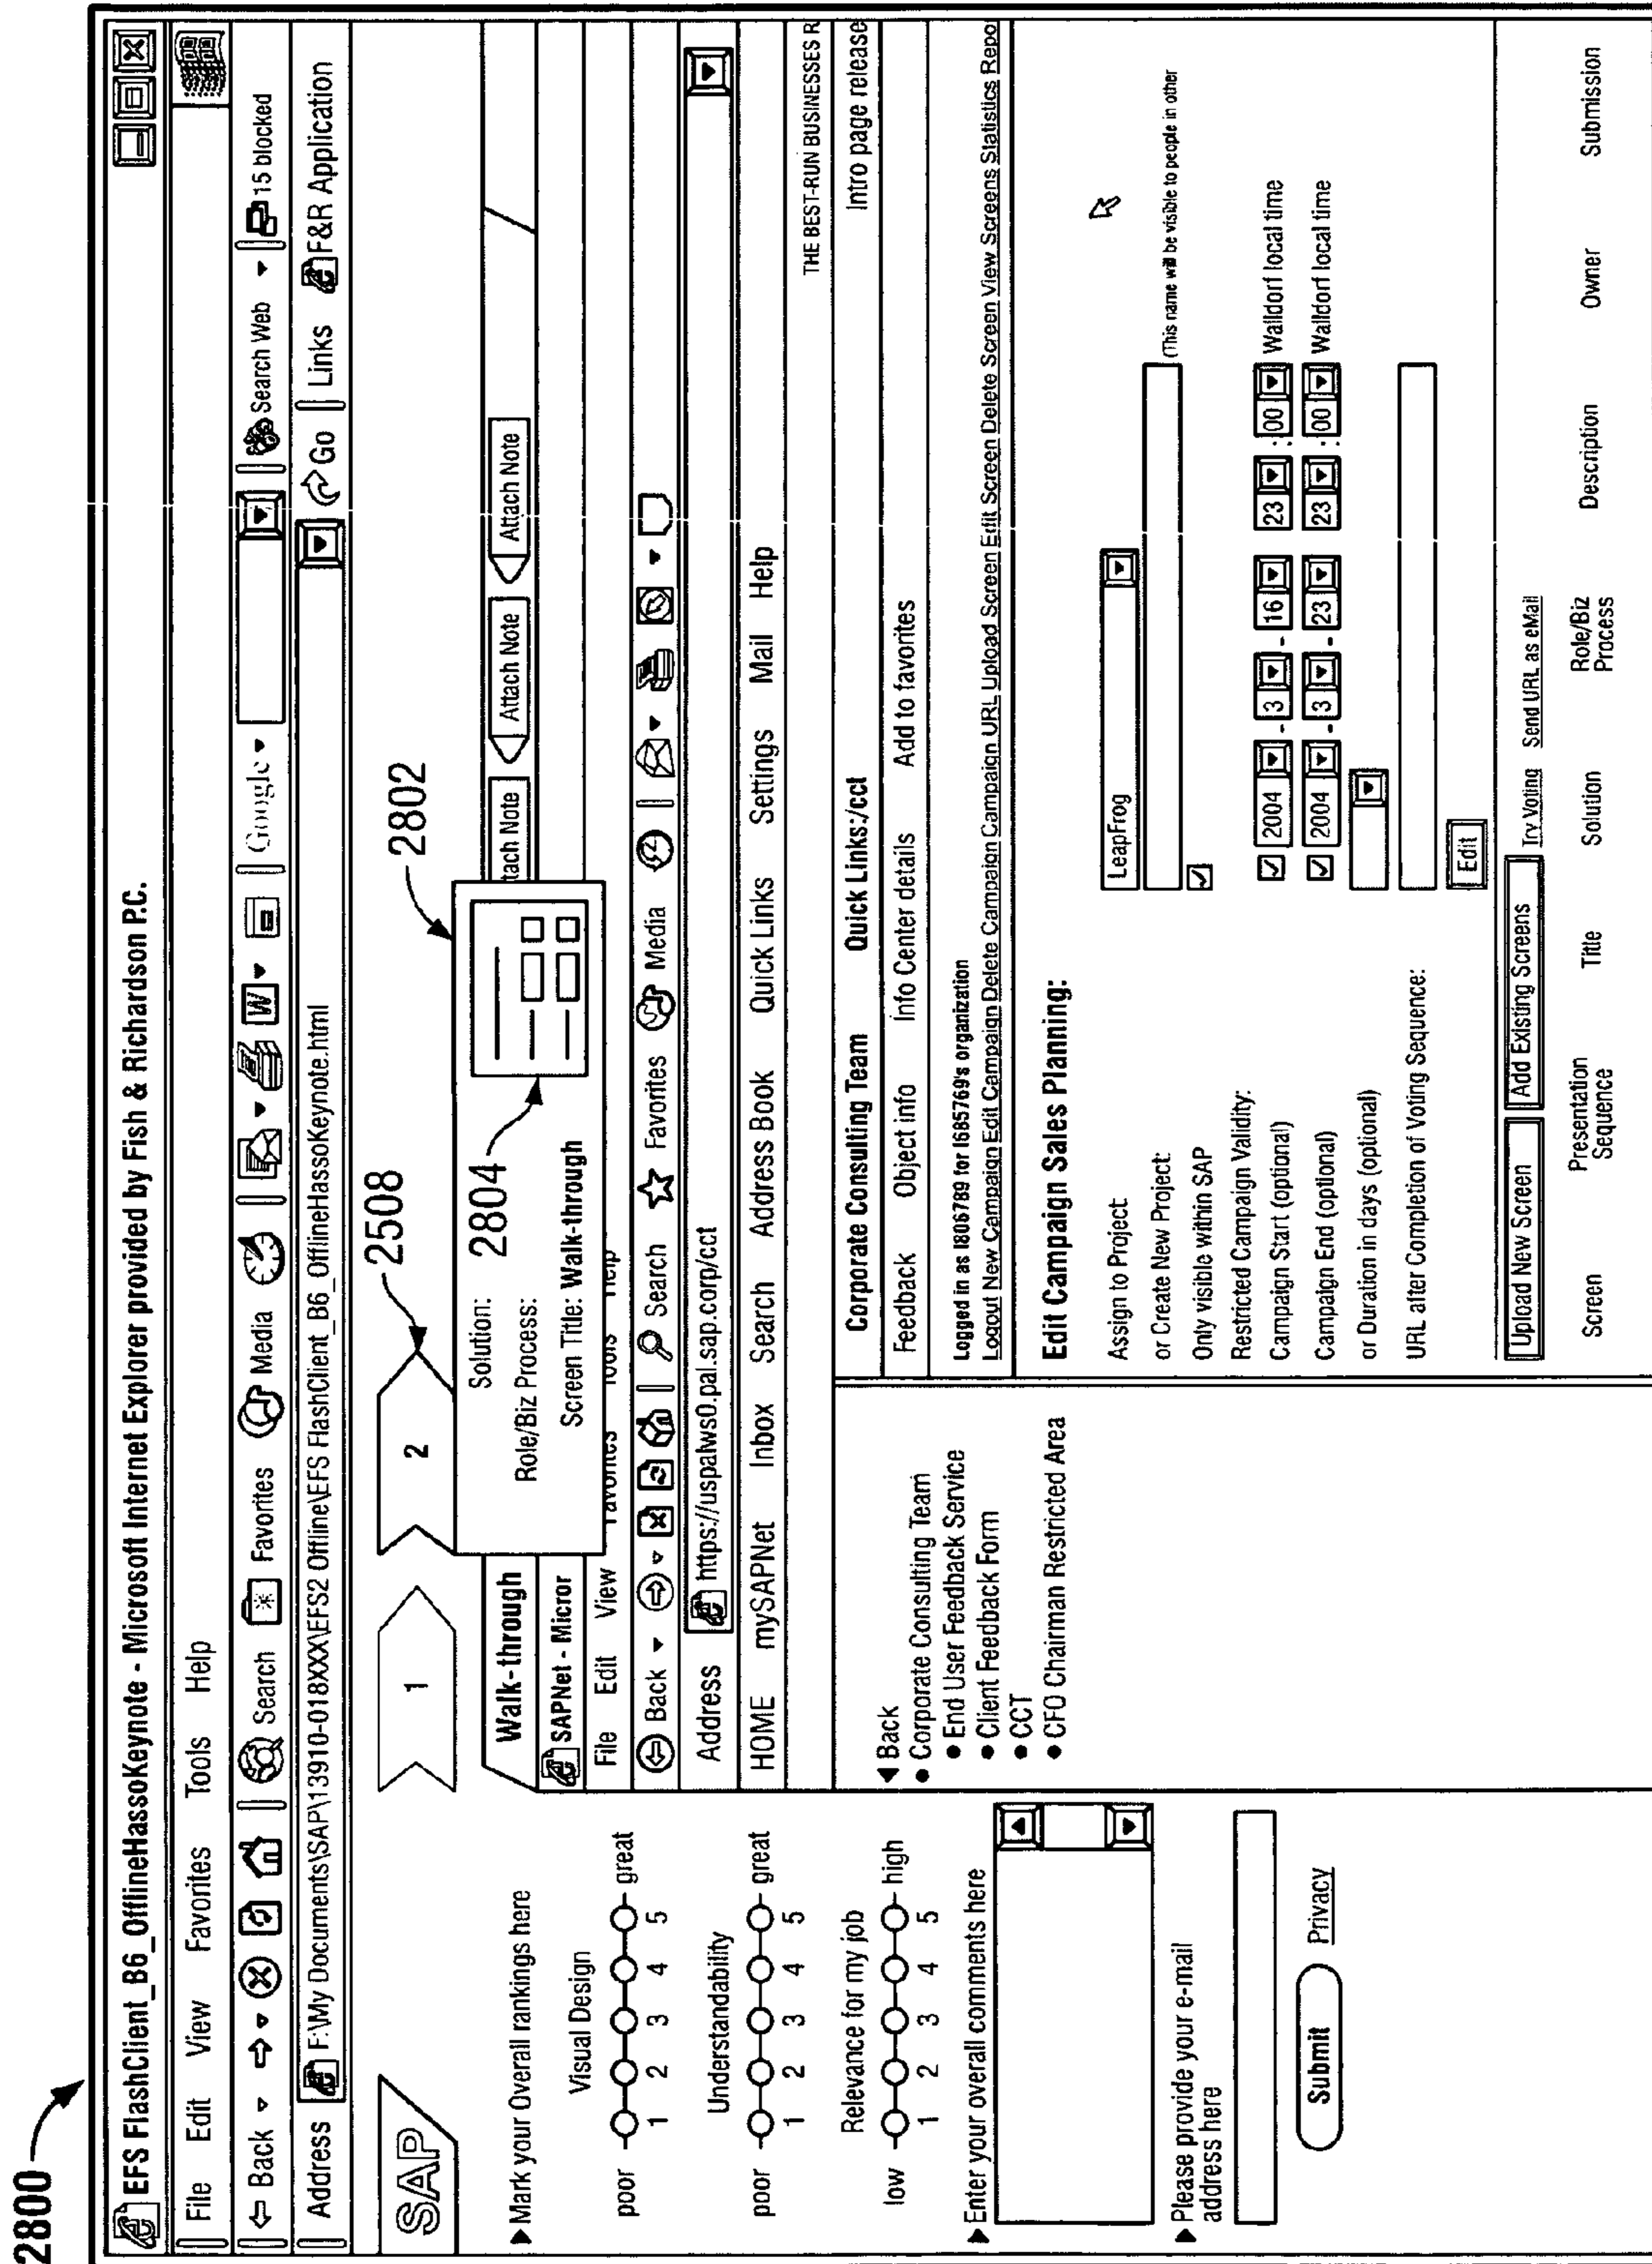 2800
EFS FlashClient_B6_OfflineHassoKeynote - Microsoft Internet Explorer provided by Fish & Richardson P.C.
File Edit View Favorites Tools Help
Back Search Favorites Media W Google Search Web 15 blocked
Address F:\My Documents\SAP\13910-018XXX\EFS2 Offline\EFS FlashClient_B6_OfflineHassoKeynote.html Go Links F&R Application
SAP
1
2
2508
2802
▶Mark your Overall rankings here
Visual Design
poor great
1 2 3 4 5
Understandability
poor great
1 2 3 4 5
Relevance for my job
low high
1 2 3 4 5
▶Enter your overall comments here
▶Please provide your e-mail
address here
Submit Privacy
Walk-through tach Note Attach Note Attach Note
Solution:
2804
Role/Biz Process:
Screen Title: Walk-through
SAPNet - Micror
File Edit View Favorites Tools Help
Back Search Favorites Media
Address https://uspalws0.pal.sap.corp/cct
HOME mySAPNet Inbox Search Address Book Quick Links Settings Mail Help
THE BEST-RUN BUSINESSES R
◀ Back
● Corporate Consulting Team
● End User Feedback Service
● Client Feedback Form
● CCT
● CFO Chairman Restricted Area
Corporate Consulting Team Quick Links:/cct Intro page release
Feedback Object info Info Center details Add to favorites
Logged in as I806789 for I685769's organization
Logout New Campaign Edit Campaign Delete Campaign Campaign URL Upload Screen Edit Screen Delete Screen View Screens Statistics Repor
Edit Campaign Sales Planning:
Assign to Project: LeapFrog
or Create New Project: (This name will be visible to people in other
Only visible within SAP
Restricted Campaign Validity:
Campaign Start (optional) 2004 - 3 - 16 23 : 00 Walldorf local time
Campaign End (optional) 2004 - 3 - 23 23 : 00 Walldorf local time
or Duration in days (optional)
URL after Completion of Voting Sequence:
Edit
Upload New Screen Add Existing Screens Try Voting Send URL as eMail
Screen Presentation Sequence Title Solution Role/Biz Process Description Owner Submission